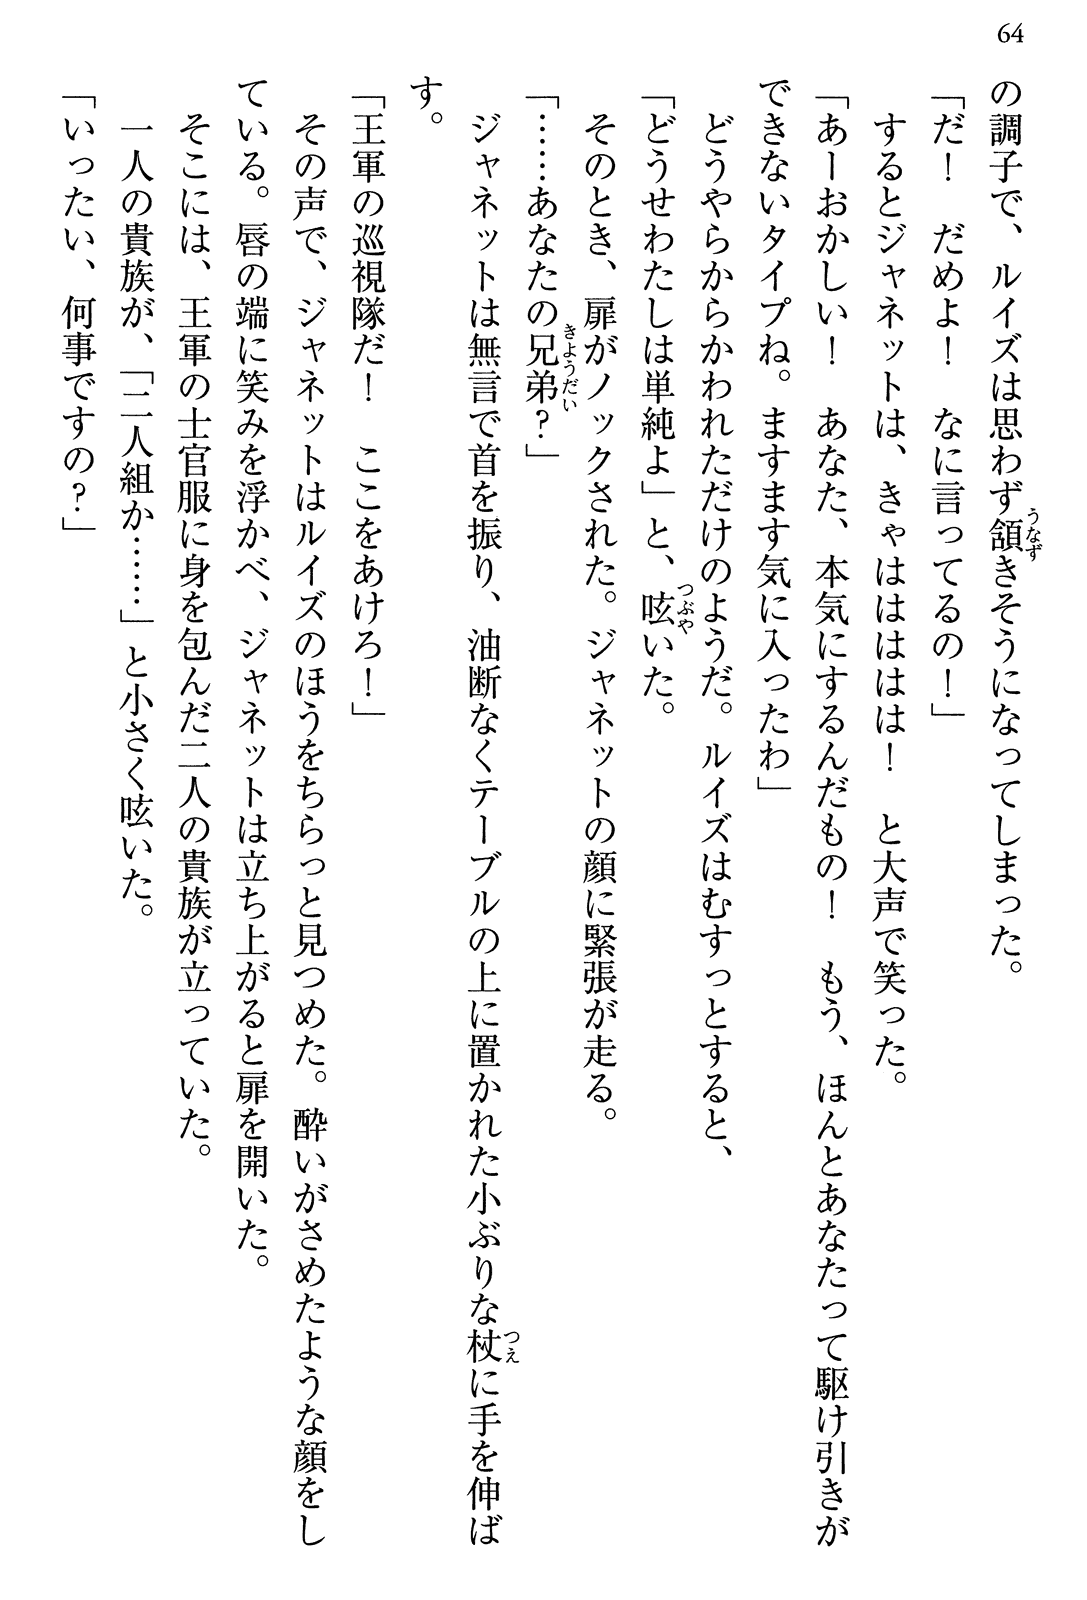 64
の調子で、ルイズは思わず頷きそうになってしまった。
「だ！　だめよ！　なに言ってるの！」
　するとジャネットは、きゃはははは！　と大声で笑った。
「あーおかしい！　あなた、本気にするんだもの！　もう、ほんとあなたって駆け引きが
できないタイプね。ますます気に入ったわ」
　どうやらからかわれただけのようだ。ルイズはむすっとすると、
「どうせわたしは単純よ」と、呟いた。
　そのとき、扉がノックされた。ジャネットの顔に緊張が走る。
「……あなたの兄弟？」
　ジャネットは無言で首を振り、油断なくテーブルの上に置かれた小ぶりな杖に手を伸ば
す。
「王軍の巡視隊だ！　ここをあけろ！」
　その声で、ジャネットはルイズのほうをちらっと見つめた。酔いがさめたような顔をし
ている。唇の端に笑みを浮かべ、ジャネットは立ち上がると扉を開いた。
　そこには、王軍の士官服に身を包んだ二人の貴族が立っていた。
　一人の貴族が、「二人組か……」と小さく呟いた。
「いったい、何事ですの？」